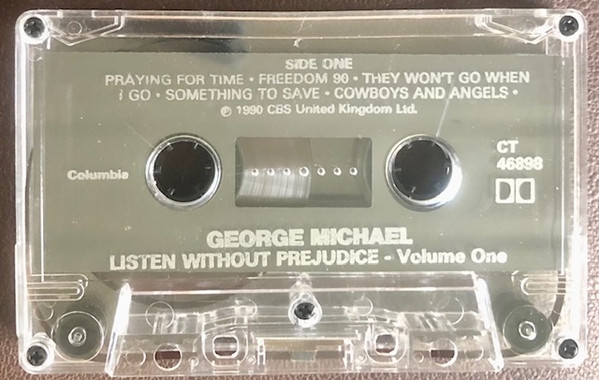 SIDE ONE
PRAYING FOR TIME • FREEDOM 90 • THEY WON'T GO WHEN
I GO • SOMETHING TO SAVE • COWBOYS AND ANGELS •
℗ 1990 CBS United Kingdom Ltd.
Columbia
CT
46898
GEORGE MICHAEL
LISTEN WITHOUT PREJUDICE - Volume One